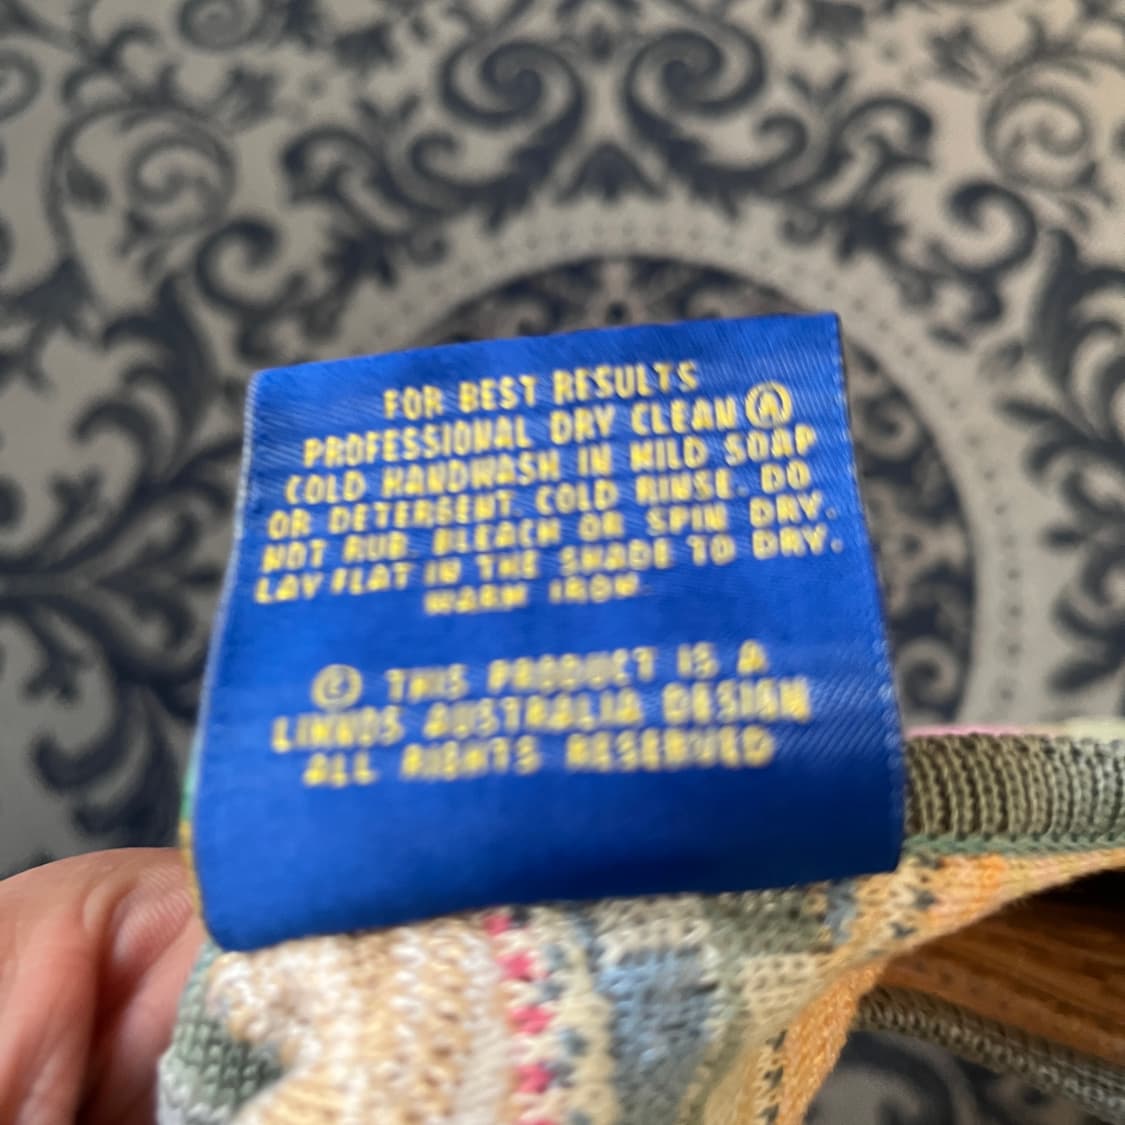 FOR BEST RESULTS
PROFESSIONAL DRY CLEAN Ⓐ
COLD HANDWASH IN MILD SOAP
OR DETERGENT. COLD RINSE. DO
NOT RUB. BLEACH OR SPIN DRY.
LAY FLAT IN THE SHADE TO DRY.
WARM IRON.
© THIS PRODUCT IS A
AUSTRALIA DESIGN
ALL RIGHTS RESERVED